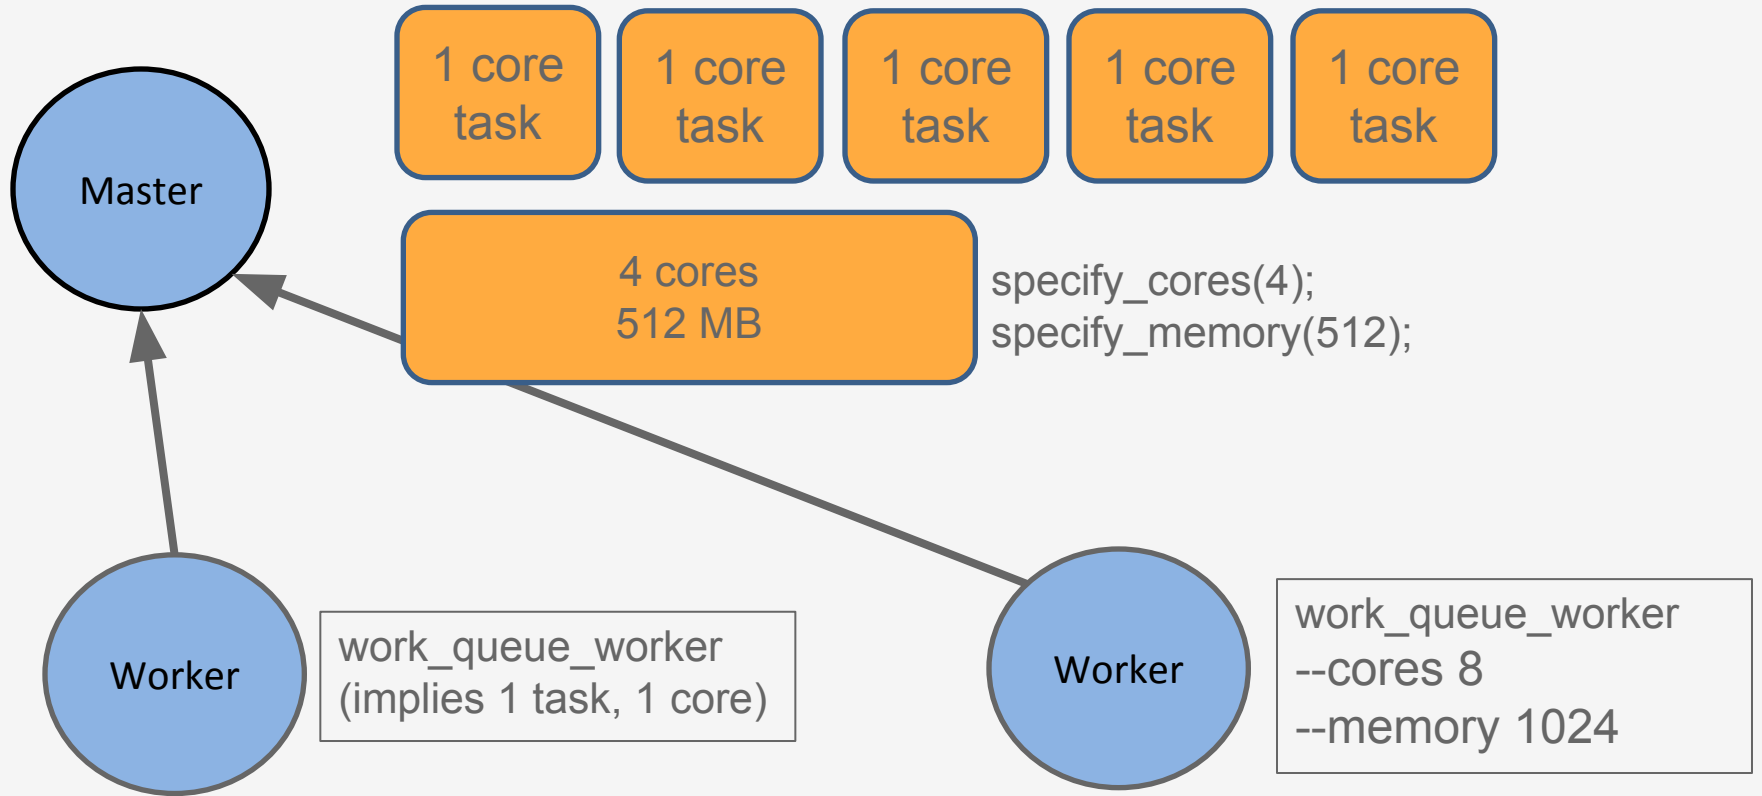 1 core
task
1 core
task
1 core
task
1 core
task
1 core
task
Master
4 cores
512 MB
specify_cores(4);
specify_memory(512);
Worker
work_queue_worker
(implies 1 task, 1 core)
Worker
work_queue_worker
--cores 8
--memory 1024